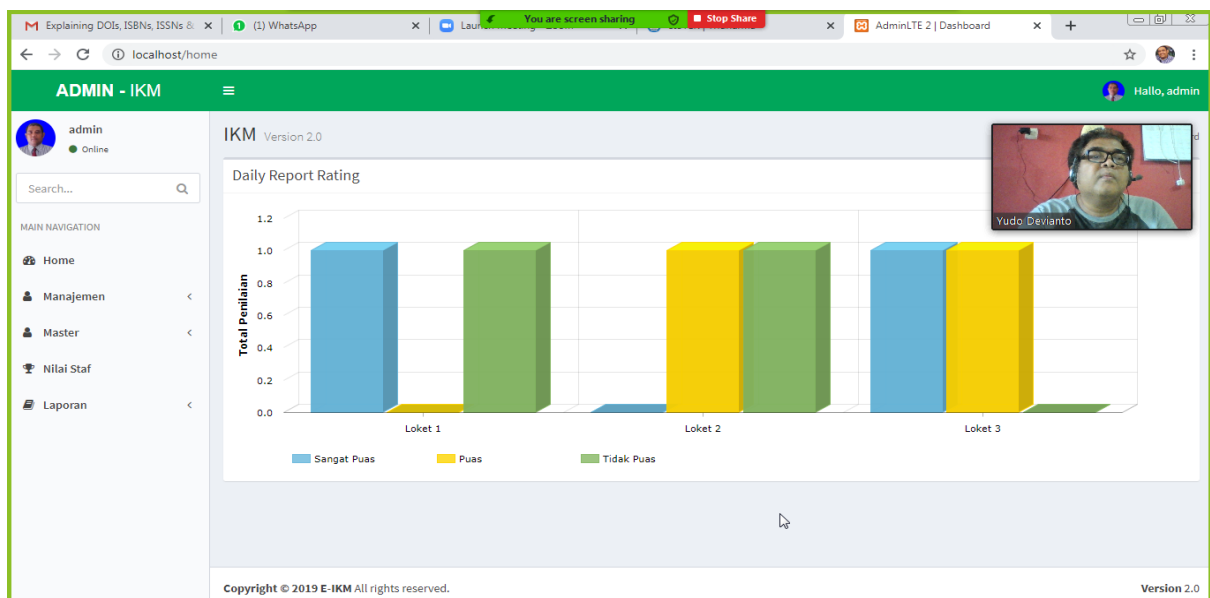 Explaining DOIs, ISBNs, ISSNs &
(1) WhatsApp
You are screen sharing
Stop Share
AdminLTE 2 | Dashboard
localhost/home
ADMIN - IKM
Hallo, admin
admin
Online
IKM Version 2.0
Search...
Daily Report Rating
MAIN NAVIGATION
Home
Manajemen
Master
Nilai Staf
Laporan
Yudo Devianto
Total Penilaian
1.2
1.0
0.8
0.6
0.4
0.2
0.0
Loket 1
Loket 2
Loket 3
Sangat Puas
Puas
Tidak Puas
Copyright © 2019 E-IKM All rights reserved.
Version 2.0